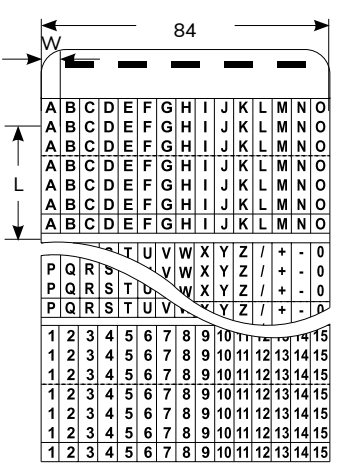 84
W
A B C D E F G H I J K L M N O
A B C D E F G H I J K L M N O
A B C D E F G H I J K L M N O
A B C D E F G H I J K L M N O
L A B C D E F G H I J K L M N O
A B C D E F G H I J K L M N O
A B C D E F G H I J K L M N O
S T U V W X Y Z / + - 0
P Q R S V W X Y Z / + - 0
P Q R S T W X Y Z / + - 0
P Q R S T U V Y Z / + - 0
1 2 3 4 5 6 7 8 9 10 11 12 13 14 15
1 2 3 4 5 6 7 8 9 10 11 12 13 14 15
1 2 3 4 5 6 7 8 9 10 11 12 13 14 15
1 2 3 4 5 6 7 8 9 10 11 12 13 14 15
1 2 3 4 5 6 7 8 9 10 11 12 13 14 15
1 2 3 4 5 6 7 8 9 10 11 12 13 14 15
1 2 3 4 5 6 7 8 9 10 11 12 13 14 15